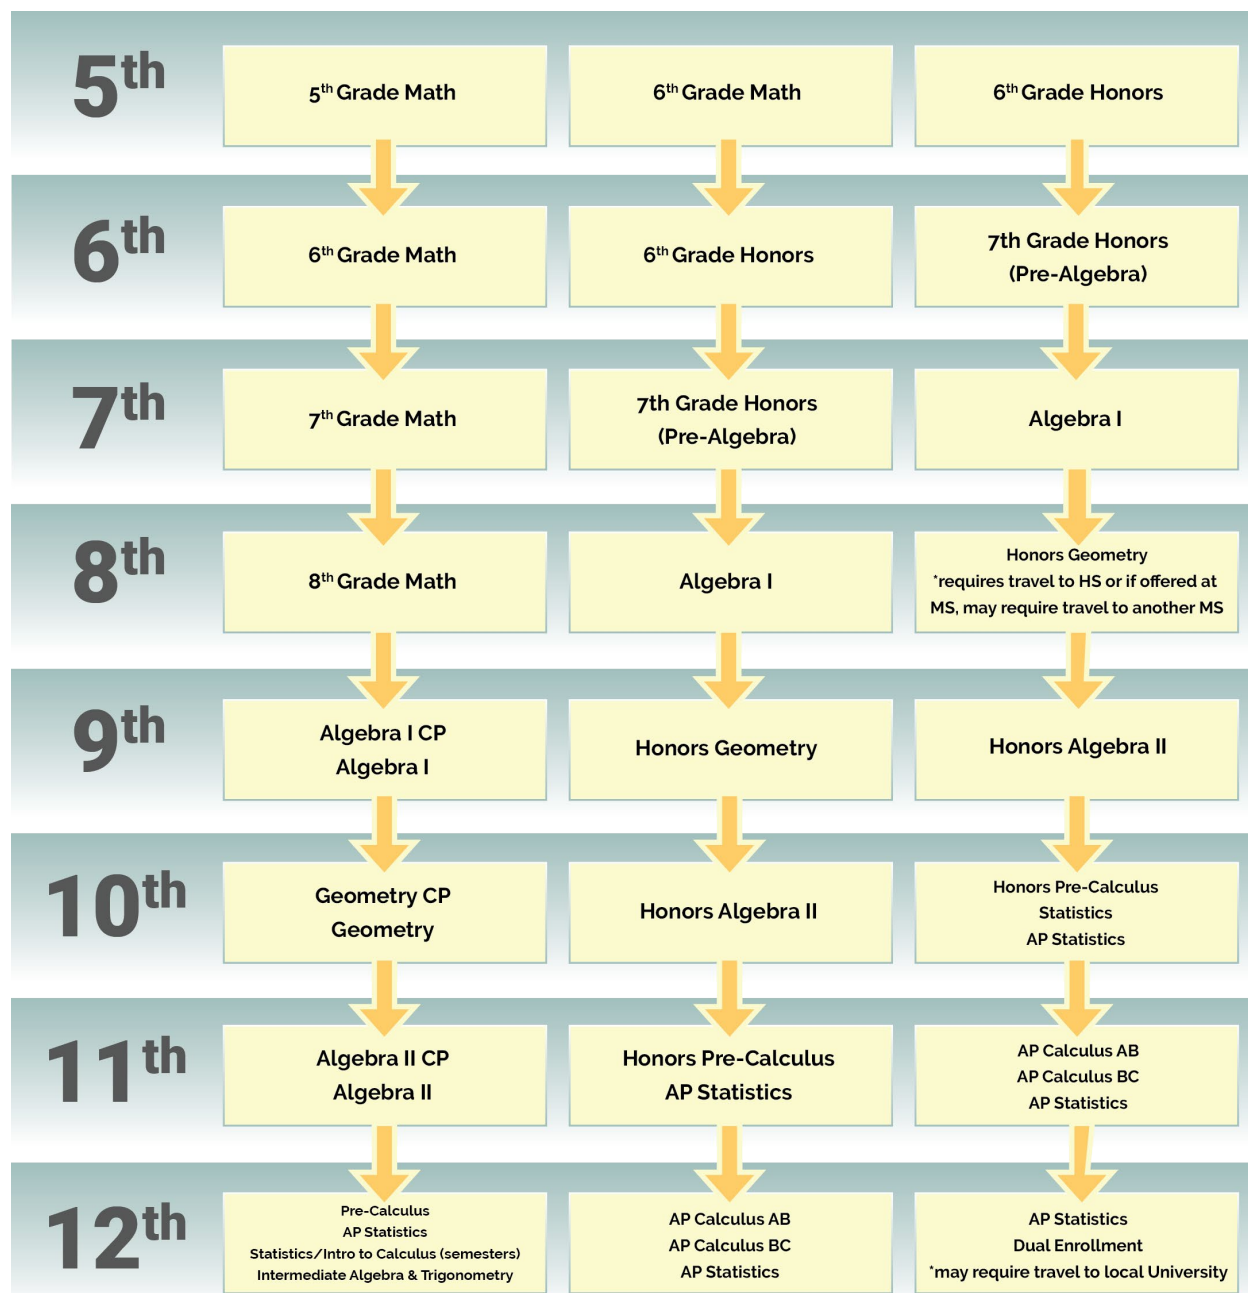 5th
5th Grade Math
6th Grade Math
6th Grade Honors
6th
6th Grade Math
6th Grade Honors
7th Grade Honors
(Pre-Algebra)
7th
7th Grade Math
7th Grade Honors
(Pre-Algebra)
Algebra I
8th
8th Grade Math
Algebra I
Honors Geometry
*requires travel to HS or if offered at
MS, may require travel to another MS
9th
Algebra I CP
Algebra I
Honors Geometry
Honors Algebra II
10th
Geometry CP
Geometry
Honors Algebra II
Honors Pre-Calculus
Statistics
AP Statistics
11th
Algebra II CP
Algebra II
Honors Pre-Calculus
AP Statistics
AP Calculus AB
AP Calculus BC
AP Statistics
12th
Pre-Calculus
AP Statistics
Statistics/Intro to Calculus (semesters)
Intermediate Algebra & Trigonometry
AP Calculus AB
AP Calculus BC
AP Statistics
AP Statistics
Dual Enrollment
*may require travel to local University